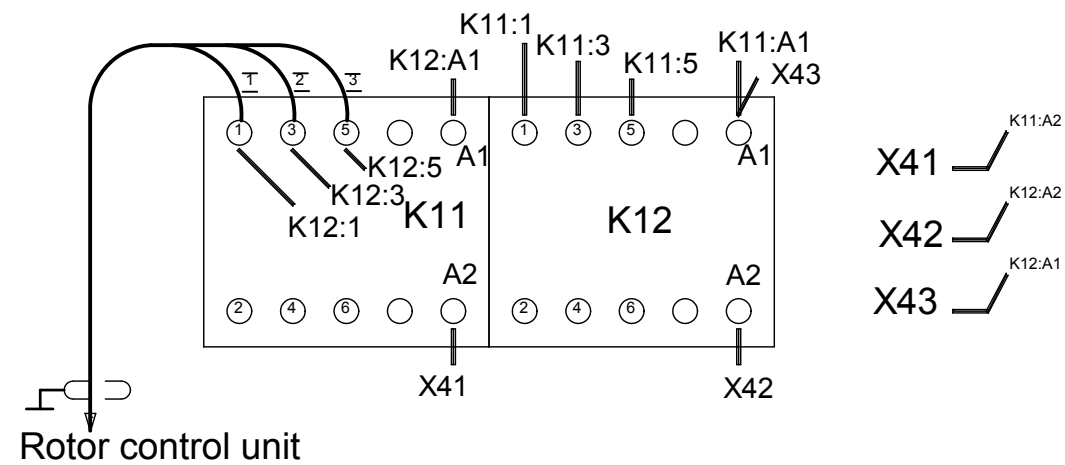 K11:1
K11:3
K11:A1
K12:A1
K11:5
X43
1 2 3
1 3 5
1 3 5
K11:A2
A1
A1
K12:5
X41
K12:3
K12:A2
K12:1
K11
K12
X42
K12:A1
A2
A2
X43
2 4 6
2 4 6
X41
X42
Rotor control unit